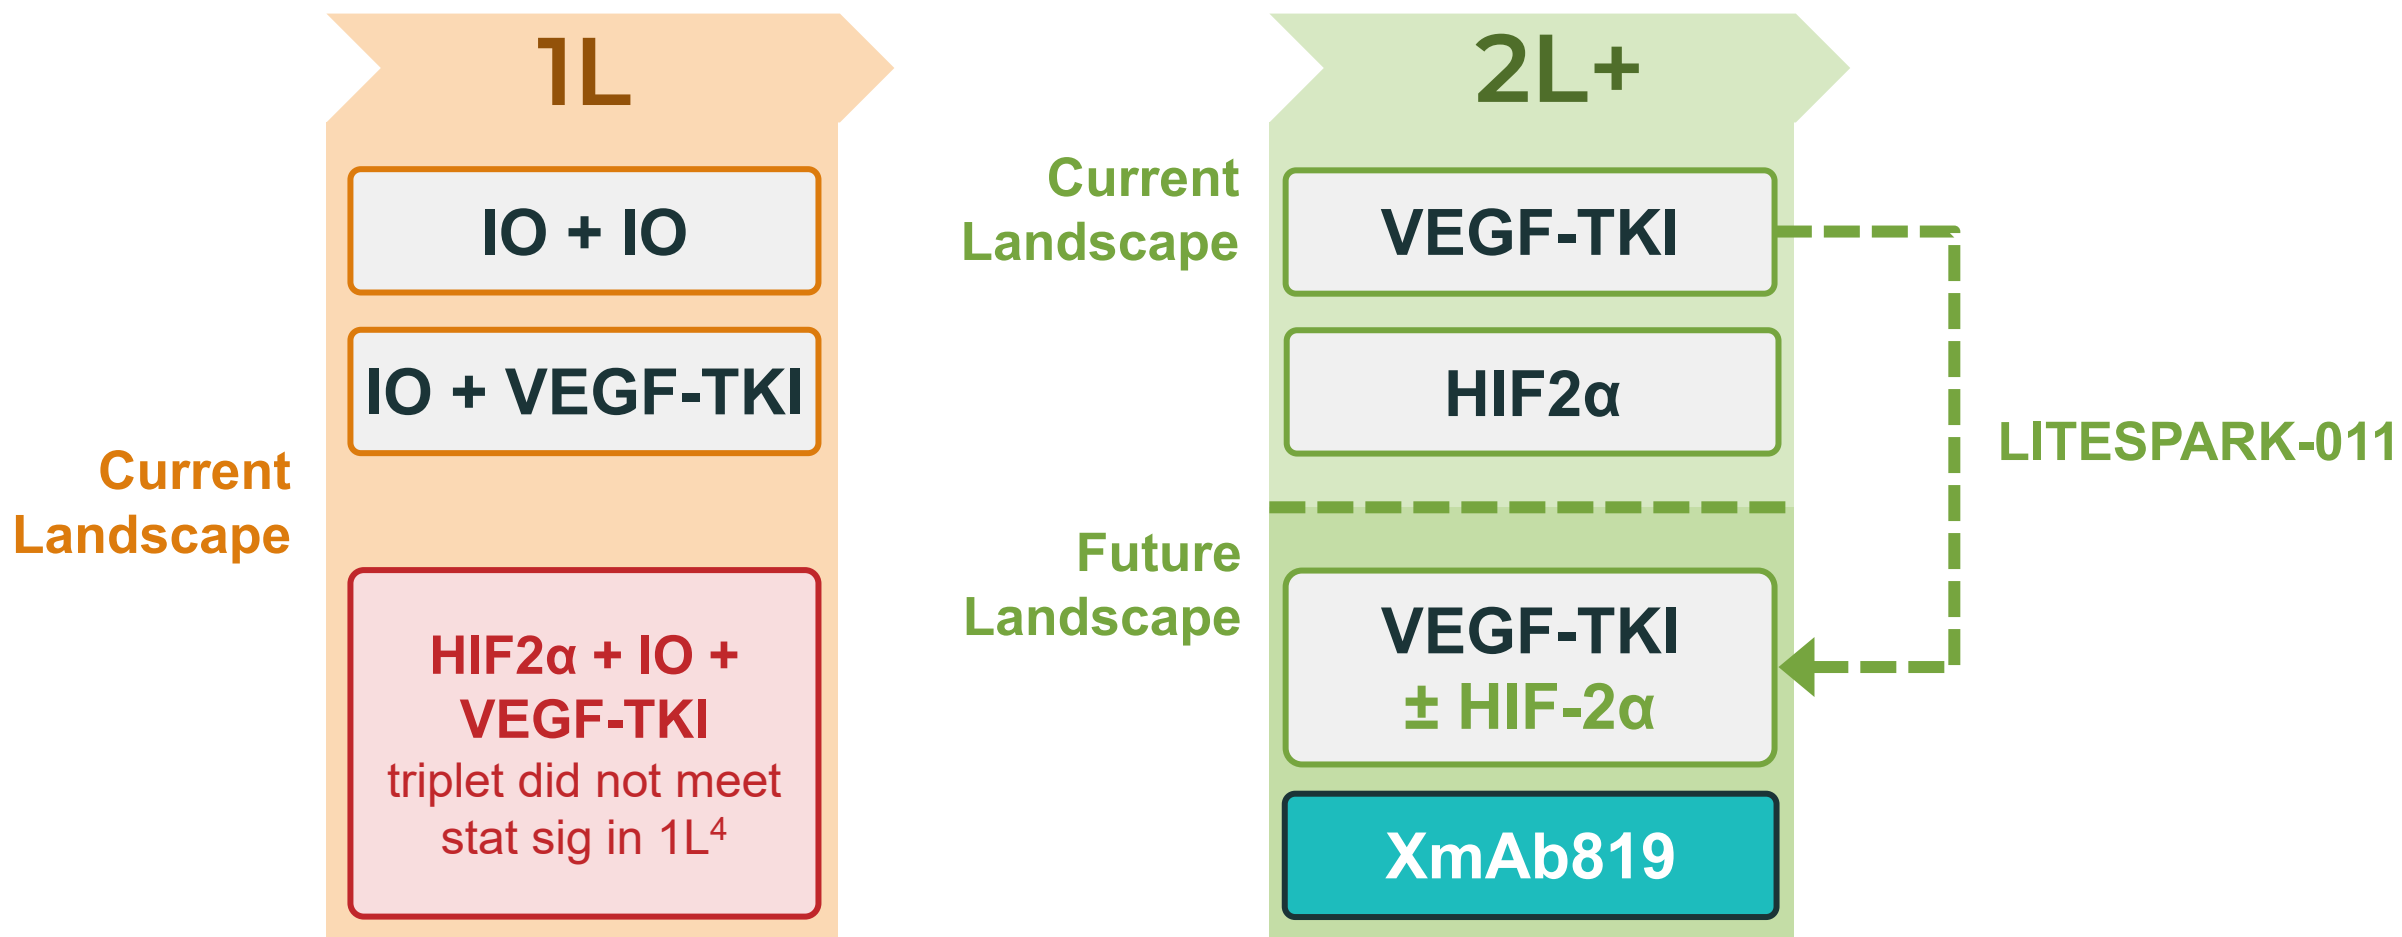 1L
Current
Landscape
IO + IO
IO + VEGF-TKI
HIF2α + IO +
VEGF-TKI
triplet did not meet
stat sig in 1L⁴
2L+
Current
Landscape
VEGF-TKI
HIF2α
LITESPARK-011
Future
Landscape
VEGF-TKI
± HIF-2α
XmAb819